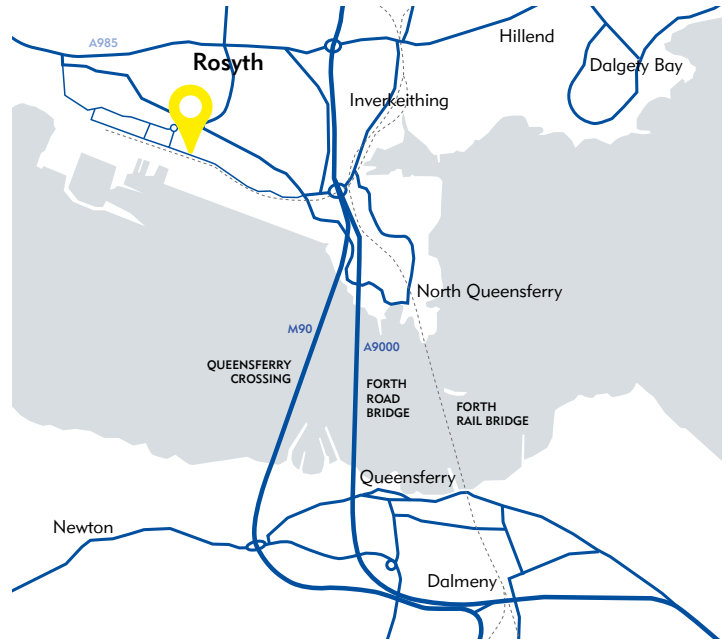 Hillend
A985
Rosyth
Dalgety Bay
Inverkeithing
North Queensferry
M90
A9000
QUEENSFERRY
CROSSING
FORTH
ROAD
BRIDGE
FORTH
RAIL BRIDGE
Queensferry
Newton
Dalmeny